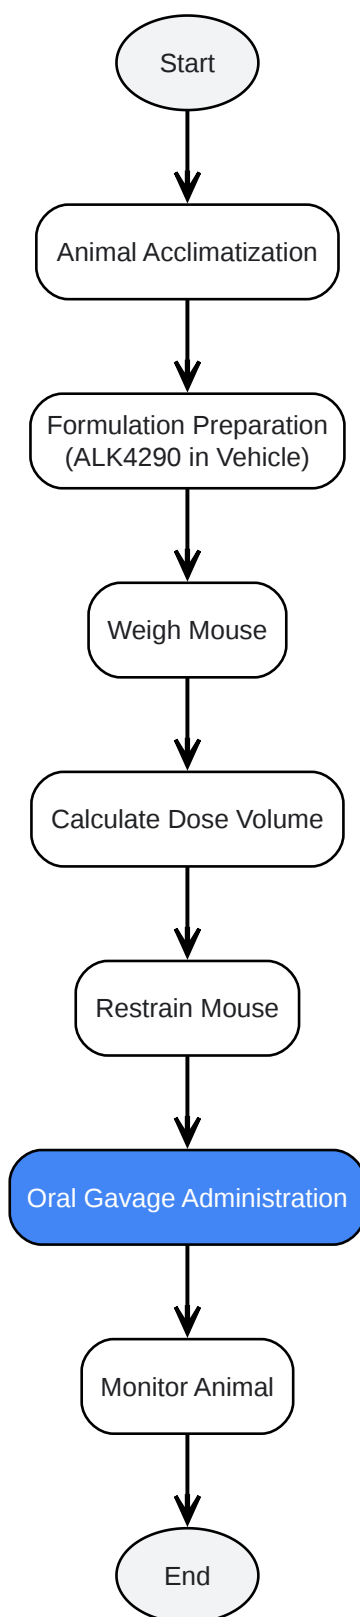 Start
Animal Acclimatization
Formulation Preparation
(ALK4290 in Vehicle)
Weigh Mouse
Calculate Dose Volume
Restrain Mouse
Oral Gavage Administration
Monitor Animal
End